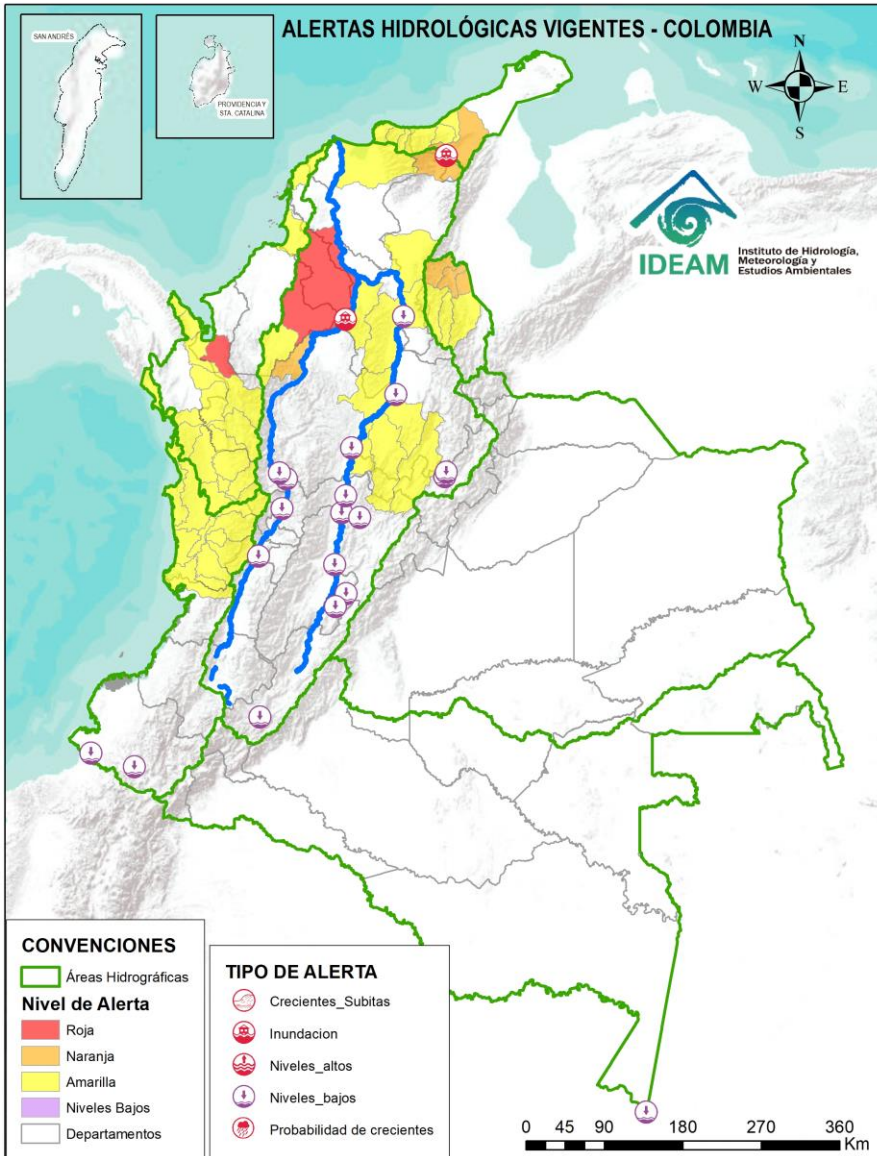 ALERTAS HIDROLÓGICAS VIGENTES - COLOMBIA
SAN ANDRÉS
PROVIDENCIA Y
STA. CATALINA
N
W
E
S
IDEAM
Instituto de Hidrología,
Meteorología y
Estudios Ambientales
CONVENCIONES
Áreas Hidrográficas
Nivel de Alerta
Roja
Naranja
Amarilla
Niveles Bajos
Departamentos
TIPO DE ALERTA
Crecientes_Subitas
Inundacion
Niveles_altos
Niveles_bajos
Probabilidad de crecientes
0 45 90 180 270 360
Km